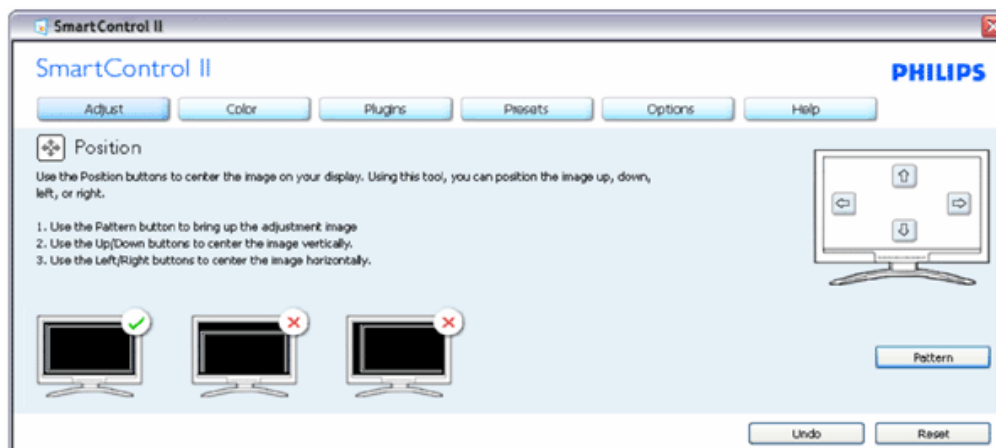 SmartControl II
SmartControl II
PHILIPS
Adjust Color Plugins Presets Options Help
Position
Use the Position buttons to center the image on your display. Using this tool, you can position the image up, down,
left, or right.
1. Use the Pattern button to bring up the adjustment image
2. Use the Up/Down buttons to center the image vertically.
3. Use the Left/Right buttons to center the image horizontally.
Pattern
Undo Reset